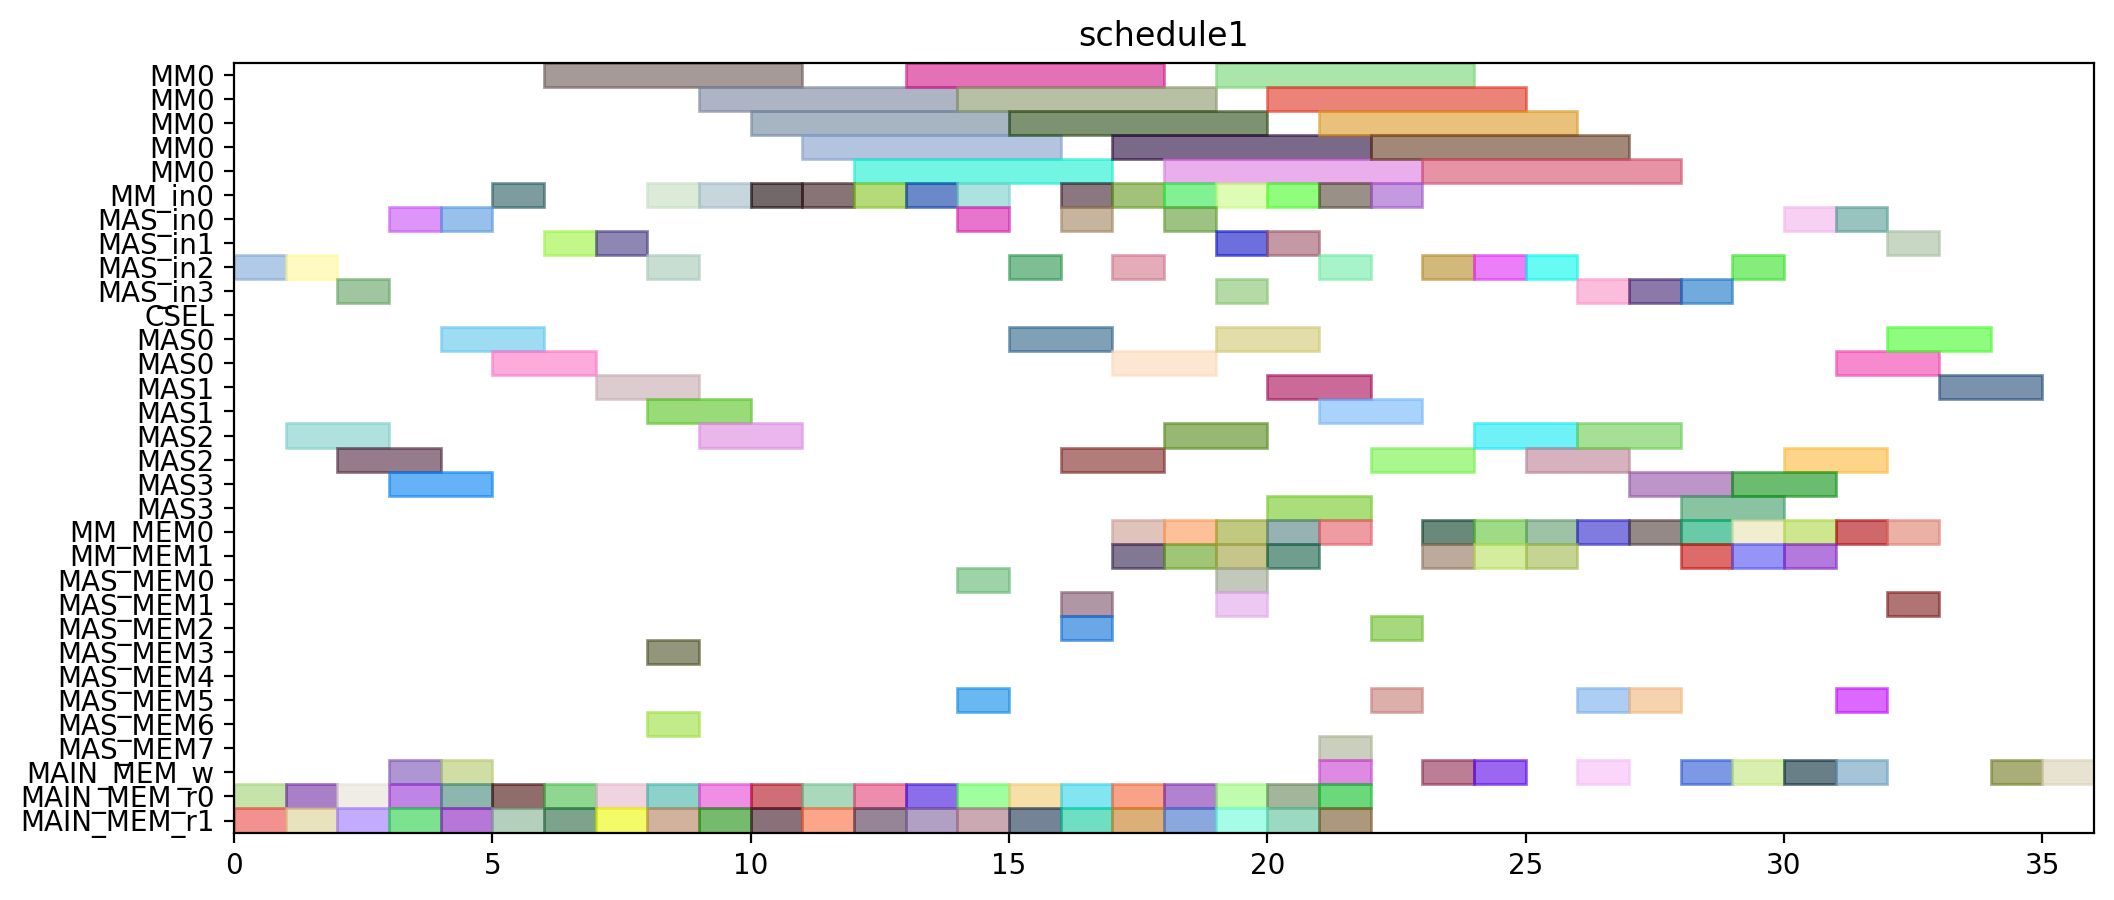 schedule1
MM0
MM0
MM0
MM0
MM0
MM_in0
MAS_in0
MAS_in1
MAS_in2
MAS_in3
CSEL
MAS0
MAS0
MAS1
MAS1
MAS2
MAS2
MAS3
MAS3
MM_MEM0
MM_MEM1
MAS_MEM0
MAS_MEM1
MAS_MEM2
MAS_MEM3
MAS_MEM4
MAS_MEM5
MAS_MEM6
MAS_MEM7
MAIN_MEM_w
MAIN_MEM_r0
MAIN_MEM_r1
0 5 10 15 20 25 30 35